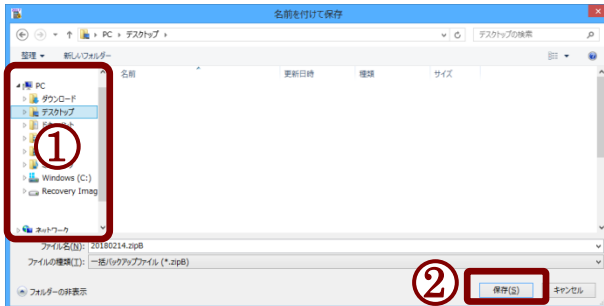 名前を付けて保存
PC ▸ デスクトップ ▸
デスクトップの検索
整理 ▼ 新しいフォルダー
名前 更新日時 種類 サイズ
PC
ダウンロード
デスクトップ
①
Windows (C:)
Recovery Imag
ネットワーク
ファイル名(N): 20180214.zipB
ファイルの種類(T): 一括バックアップファイル (*.zipB)
②
フォルダーの非表示
保存(S) キャンセル